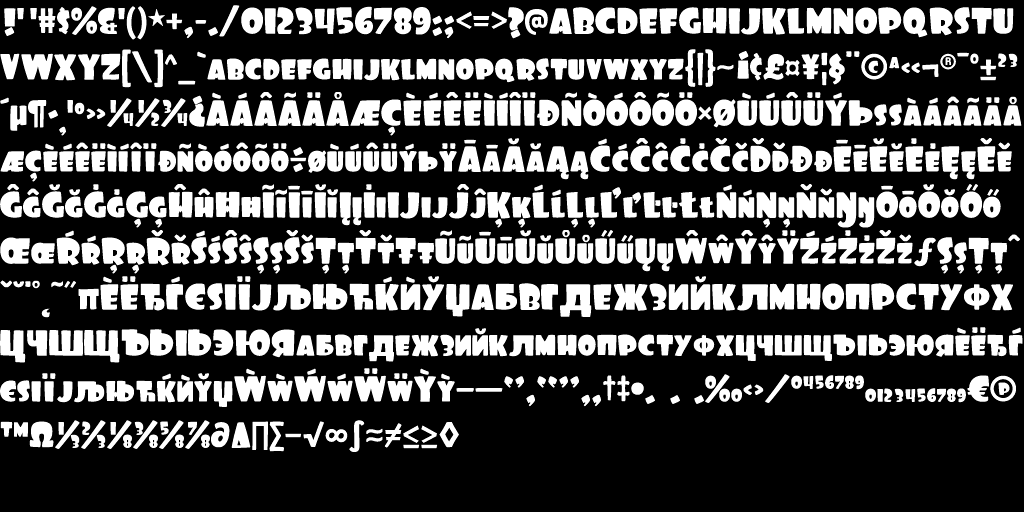 !"#$%&'()*+,-./0123456789:;<=>?@ABCDEFGHIJKLMNOPQRSTU
VWXYZ[\]^_`abcdefghijklmnopqrstuvwxyz{|}~¡¢£¤¥¦§¨©ª«¬®¯°±²³
´µ¶·¸¹º»¼½¾¿ÀÁÂÃÄÅÆÇÈÉÊËÌÍÎÏÐÑÒÓÔÕÖ×ØÙÚÛÜÝÞßàáâãäå
æçèéêëìíîïðñòóôõö÷øùúûüýþÿĀāĂăĄąĆćĈĉĊċČčĎďĐđĒēĔĕĖėĘęĚě
ĜĝĞğĠġĢģĤĥĦħĨĩĪīĬĭĮįİıĲĳĴĵĶķĹĺĻļĽľĿŀŁłŃńŅņŇňŊŋŌōŎŏŐő
ŒœŔŕŖŗŘřŚśŜŝŞşŠšŢţŤťŦŧŨũŪūŬŭŮůŰűŲųŴŵŶŷŸŹźŻżŽžƒȘșȚțˆ
ˇ˘˙˚˛˜˝πЀЁЂЃЄЅІЇЈЉЊЋЌЍЎЏАБВГДЕЖЗИЙКЛМНОПРСТУФХ
ЦЧШЩЪЫЬЭЮЯабвгдежзийклмнопрстуфхцчшщъыьэюяѐёђѓ
єѕіїјљњћќѝўџẀẁẂẃẄẅỲỳ–—‘’‚“”„†‡•…‰‹›⁄⁰⁴⁵⁶⁷⁸⁹₀₁₂₃₄₅₆₇₈₉€℗
™Ω⅓⅔⅛⅜⅝⅞∂∆∏∑−√∞∫≈≠≤≥◊